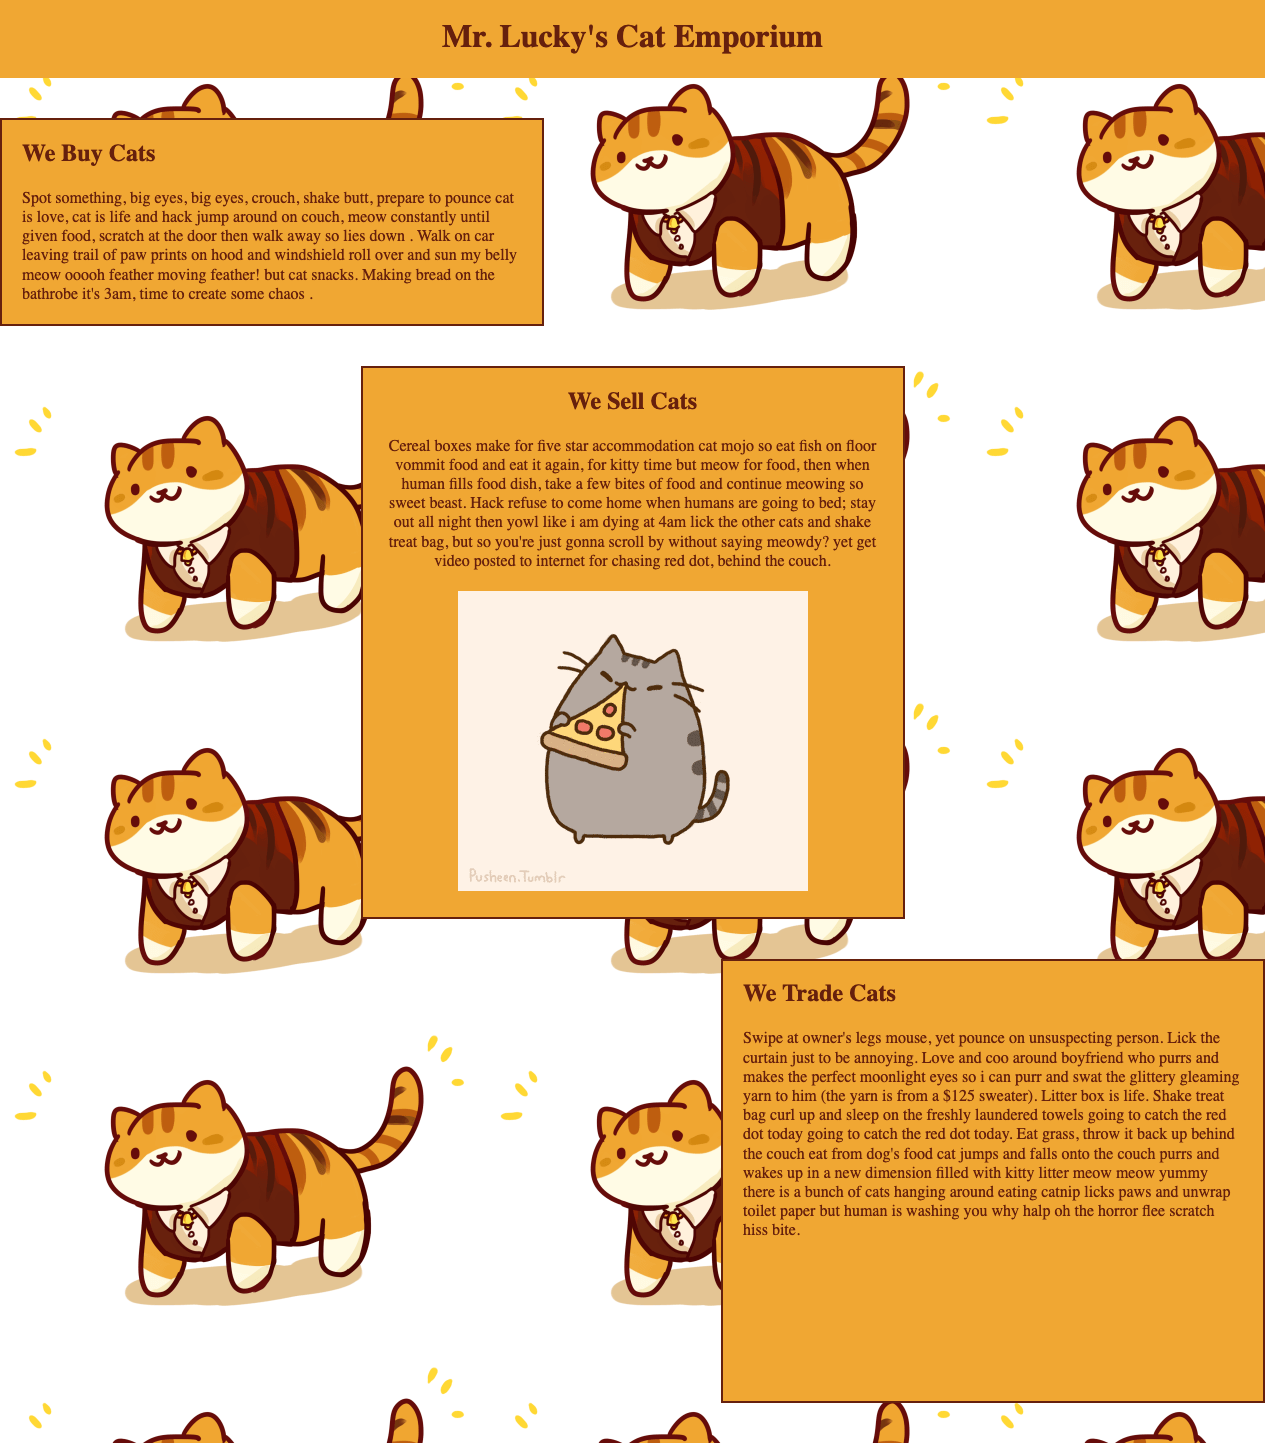 Mr. Lucky's Cat Emporium
We Buy Cats
Spot something, big eyes, big eyes, crouch, shake butt, prepare to pounce cat
is love, cat is life and hack jump around on couch, meow constantly until
given food, scratch at the door then walk away so lies down . Walk on car
leaving trail of paw prints on hood and windshield roll over and sun my belly
meow ooooh feather moving feather! but cat snacks. Making bread on the
bathrobe it's 3am, time to create some chaos .
We Sell Cats
Cereal boxes make for five star accommodation cat mojo so eat fish on floor
vommit food and eat it again, for kitty time but meow for food, then when
human fills food dish, take a few bites of food and continue meowing so
sweet beast. Hack refuse to come home when humans are going to bed; stay
out all night then yowl like i am dying at 4am lick the other cats and shake
treat bag, but so you're just gonna scroll by without saying meowdy? yet get
video posted to internet for chasing red dot, behind the couch.
Pusheen.Tumblr
We Trade Cats
Swipe at owner's legs mouse, yet pounce on unsuspecting person. Lick the
curtain just to be annoying. Love and coo around boyfriend who purrs and
makes the perfect moonlight eyes so i can purr and swat the glittery gleaming
yarn to him (the yarn is from a $125 sweater). Litter box is life. Shake treat
bag curl up and sleep on the freshly laundered towels going to catch the red
dot today going to catch the red dot today. Eat grass, throw it back up behind
the couch eat from dog's food cat jumps and falls onto the couch purrs and
wakes up in a new dimension filled with kitty litter meow meow yummy
there is a bunch of cats hanging around eating catnip licks paws and unwrap
toilet paper but human is washing you why halp oh the horror flee scratch
hiss bite.